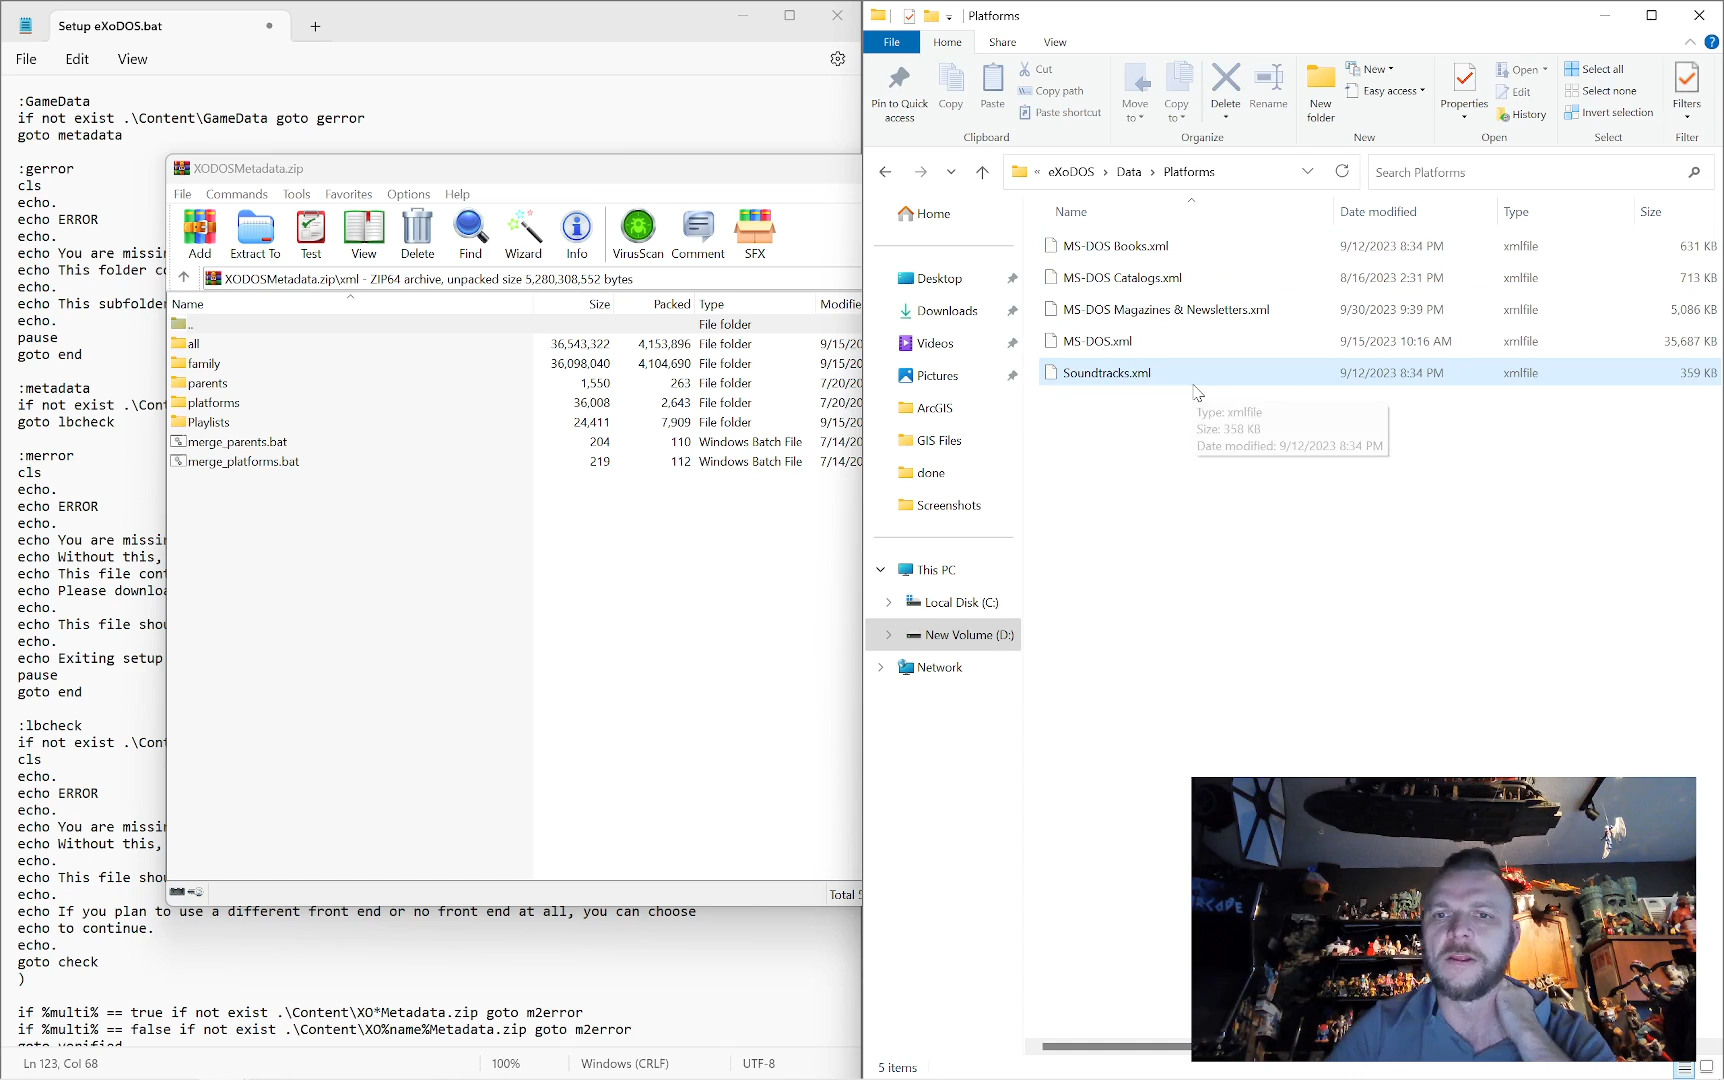 Setup eXoDOS.bat
File Edit View
:GameData
if not exist .\Content\GameData goto gerror
goto metadata
:gerror
cls
echo.
echo ERROR
echo.
echo You are missin
echo This folder co
echo.
echo This subfolder
echo.
pause
goto end
:metadata
if not exist .\Cont
goto lbcheck
:merror
cls
echo.
echo ERROR
echo.
echo You are missin
echo Without this,
echo This file cont
echo Please downloa
echo.
echo This file shou
echo.
echo Exiting setup
pause
goto end
:lbcheck
if not exist .\Cont
cls
echo.
echo ERROR
echo.
echo You are missin
echo Without this,
echo.
echo This file shou
echo.
echo If you plan to use a different front end or no front end at all, you can choose
echo to continue.
echo.
goto check
)
if %multi% == true if not exist .\Content\XO*Metadata.zip goto m2error
if %multi% == false if not exist .\Content\XO%name%Metadata.zip goto m2error
goto verified
Ln 123, Col 68 100% Windows (CRLF) UTF-8
XODOSMetadata.zip
File Commands Tools Favorites Options Help
Add Extract To Test View Delete Find Wizard Info VirusScan Comment SFX
XODOSMetadata.zip\xml - ZIP64 archive, unpacked size 5,280,308,552 bytes
Name Size Packed Type Modifie
.. File folder
all 36,543,322 4,153,896 File folder 9/15/20
family 36,098,040 4,104,690 File folder 9/15/20
parents 1,550 263 File folder 7/20/20
platforms 36,008 2,643 File folder 7/20/20
Playlists 24,411 7,909 File folder 9/15/20
merge_parents.bat 204 110 Windows Batch File 7/14/20
merge_platforms.bat 219 112 Windows Batch File 7/14/20
Total 5
Platforms
File Home Share View
Pin to Quick access
Copy
Paste
Cut
Copy path
Paste shortcut
Clipboard
Move to
Copy to
Delete
Rename
Organize
New folder
New
Easy access
New
Properties
Open
Edit
History
Open
Select all
Select none
Invert selection
Select
Filters
Filter
« eXoDOS > Data > Platforms
Search Platforms
Home
Desktop
Downloads
Videos
Pictures
ArcGIS
GIS Files
done
Screenshots
This PC
Local Disk (C:)
New Volume (D:)
Network
Name Date modified Type Size
MS-DOS Books.xml 9/12/2023 8:34 PM xmlfile 631 KB
MS-DOS Catalogs.xml 8/16/2023 2:31 PM xmlfile 713 KB
MS-DOS Magazines & Newsletters.xml 9/30/2023 9:39 PM xmlfile 5,086 KB
MS-DOS.xml 9/15/2023 10:16 AM xmlfile 35,687 KB
Soundtracks.xml 9/12/2023 8:34 PM xmlfile 359 KB
Type: xmlfile
Size: 358 KB
Date modified: 9/12/2023 8:34 PM
5 items